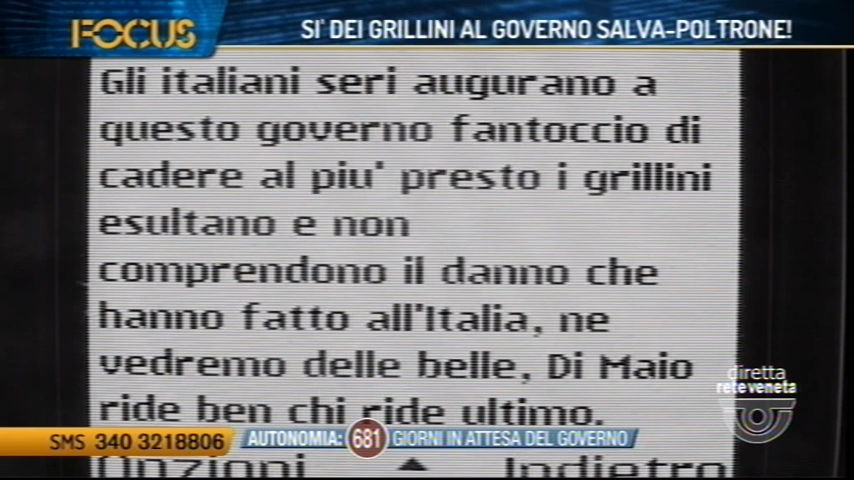 FOCUS
SI' DEI GRILLINI AL GOVERNO SALVA-POLTRONE!
Gli italiani seri augurano a
questo governo fantoccio di
cadere al piu' presto i grillini
esultano e non
comprendono il danno che
hanno fatto all'Italia, ne
vedremo delle belle, Di Maio
ride ben chi ride ultimo.
diretta
reteveneta
SMS 340 3218806
AUTONOMIA: 681 GIORNI IN ATTESA DEL GOVERNO
Opzioni Indietro